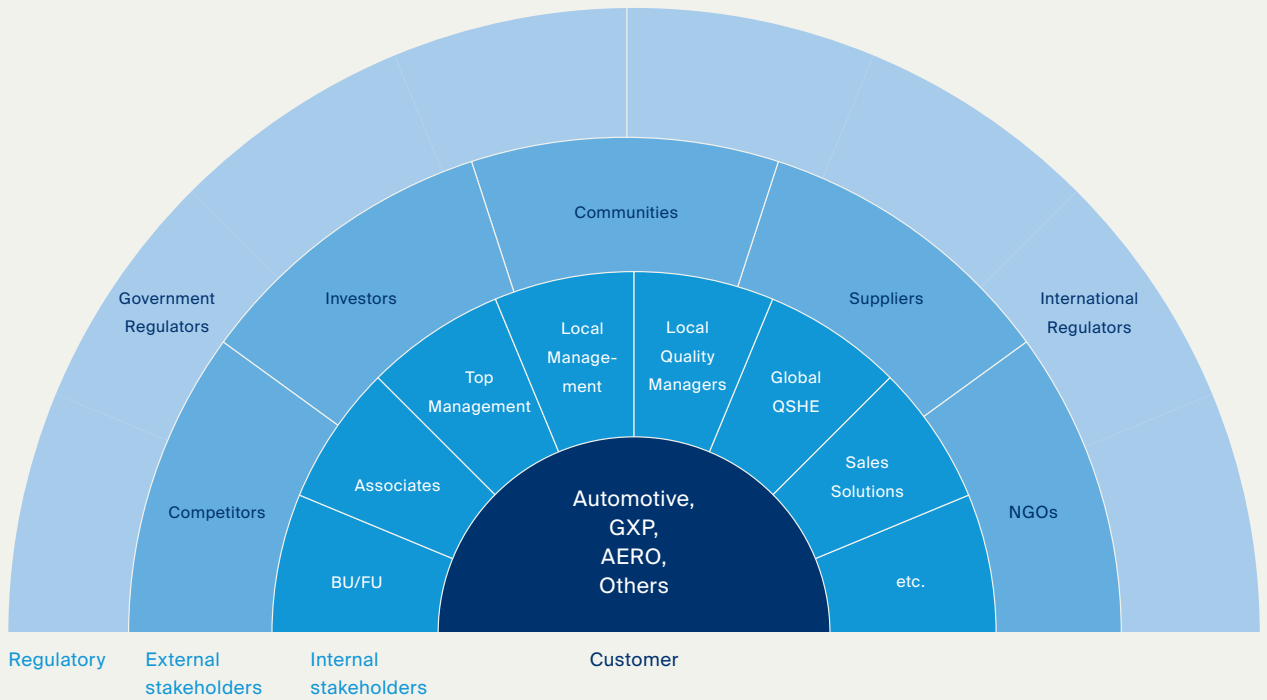 Communities
Government
Regulators
Investors
Suppliers
International
Regulators
Local
Manage-
ment
Local
Quality
Managers
Top
Management
Global
QSHE
Associates
Sales
Solutions
Competitors
NGOs
BU/FU
etc.
Automotive,
GXP,
AERO,
Others
Regulatory
External
stakeholders
Internal
stakeholders
Customer